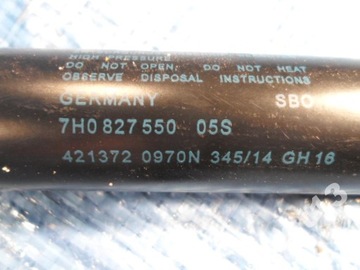 HIGH PRESSURE
DO NOT OPEN; DO NOT HEAT
OBSERVE DISPOSAL INSTRUCTIONS
GERMANY SBO
7H0 827 550 05S
421372 0970N 345/14 GH16